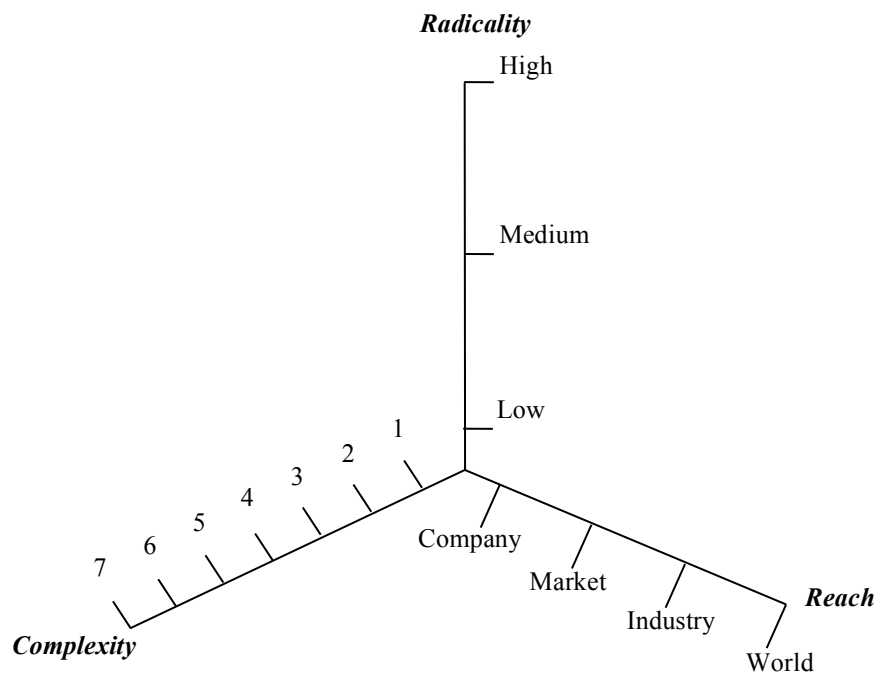 Radicality
High
Medium
Low
1
2
3
4
5
6
7
Complexity
Company
Market
Industry
World
Reach